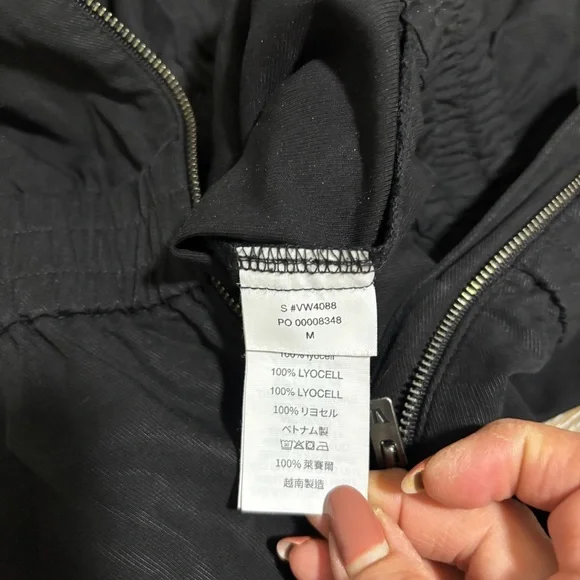 S #VW4088
PO 00008348
M
100% lyocell
100% LYOCELL
100% LYOCELL
100% リヨセル
ベトナム製
100% 萊賽爾
越南製造